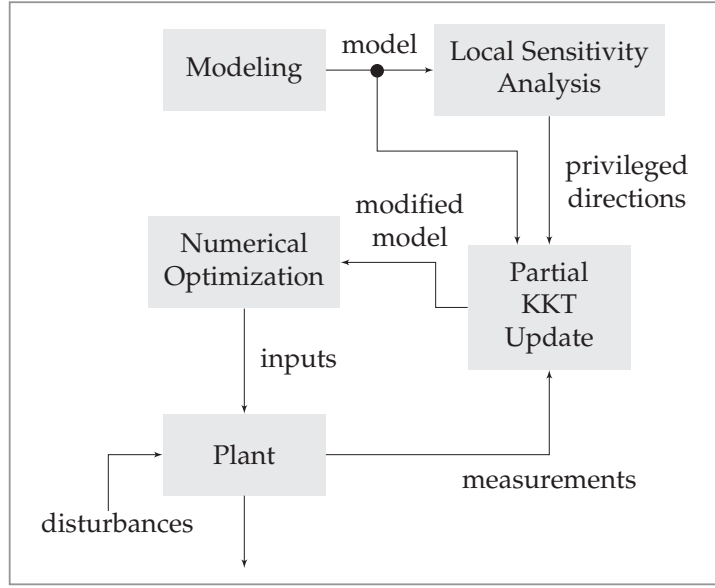 model
Modeling
Local Sensitivity
Analysis
privileged
directions
modified
model
Numerical
Optimization
Partial
KKT
Update
inputs
Plant
measurements
disturbances